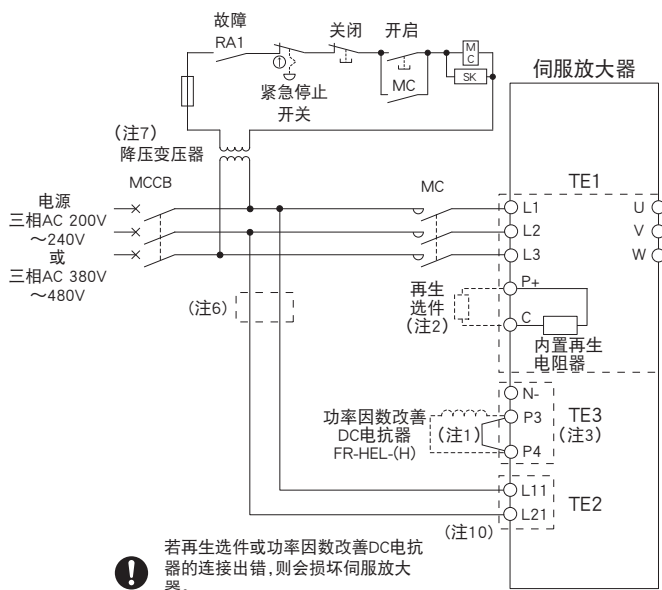 故障
RA1
关闭
开启
MC
SK
①
紧急停止
开关
MC
伺服放大器
(注7)
降压变压器
MCCB
MC
TE1
电源
三相AC 200V
～240V
或
三相AC 380V
～480V
L1
L2
L3
U
V
W
P+
C
再生
选件
(注2)
内置再生
电阻器
(注6)
N-
P3
P4
TE3
(注3)
功率因数改善
DC电抗器
FR-HEL-(H)
(注1)
L11
L21
TE2
(注10)
若再生选件或功率因数改善DC电抗
器的连接出错,则会损坏伺服放大
器。